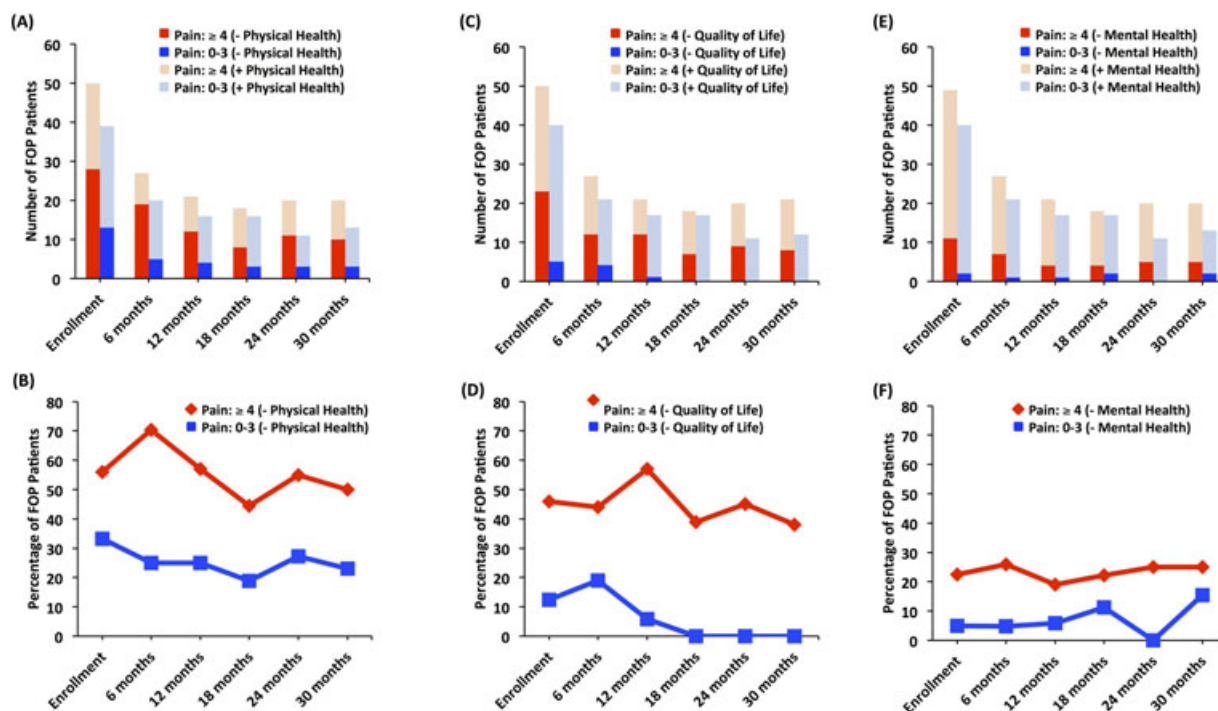 (A)
Pain: ≥ 4 (- Physical Health)
Pain: 0-3 (- Physical Health)
Pain: ≥ 4 (+ Physical Health)
Pain: 0-3 (+ Physical Health)
Number of FOP Patients
60
50
40
30
20
10
0
Enrollment
6 months
12 months
18 months
24 months
30 months
(C)
Pain: ≥ 4 (- Quality of Life)
Pain: 0-3 (- Quality of Life)
Pain: ≥ 4 (+ Quality of Life)
Pain: 0-3 (+ Quality of Life)
Number of FOP Patients
60
50
40
30
20
10
0
Enrollment
6 months
12 months
18 months
24 months
30 months
(E)
Pain: ≥ 4 (- Mental Health)
Pain: 0-3 (- Mental Health)
Pain: ≥ 4 (+ Mental Health)
Pain: 0-3 (+ Mental Health)
Number of FOP Patients
60
50
40
30
20
10
0
Enrollment
6 months
12 months
18 months
24 months
30 months
(B)
Pain: ≥ 4 (- Physical Health)
Pain: 0-3 (- Physical Health)
Percentage of FOP Patients
80
70
60
50
40
30
20
10
0
Enrollment
6 months
12 months
18 months
24 months
30 months
(D)
Pain: ≥ 4 (- Quality of Life)
Pain: 0-3 (- Quality of Life)
Percentage of FOP Patients
80
70
60
50
40
30
20
10
0
Enrollment
6 months
12 months
18 months
24 months
30 months
(F)
Pain: ≥ 4 (- Mental Health)
Pain: 0-3 (- Mental Health)
Percentage of FOP Patients
80
70
60
50
40
30
20
10
0
Enrollment
6 months
12 months
18 months
24 months
30 months